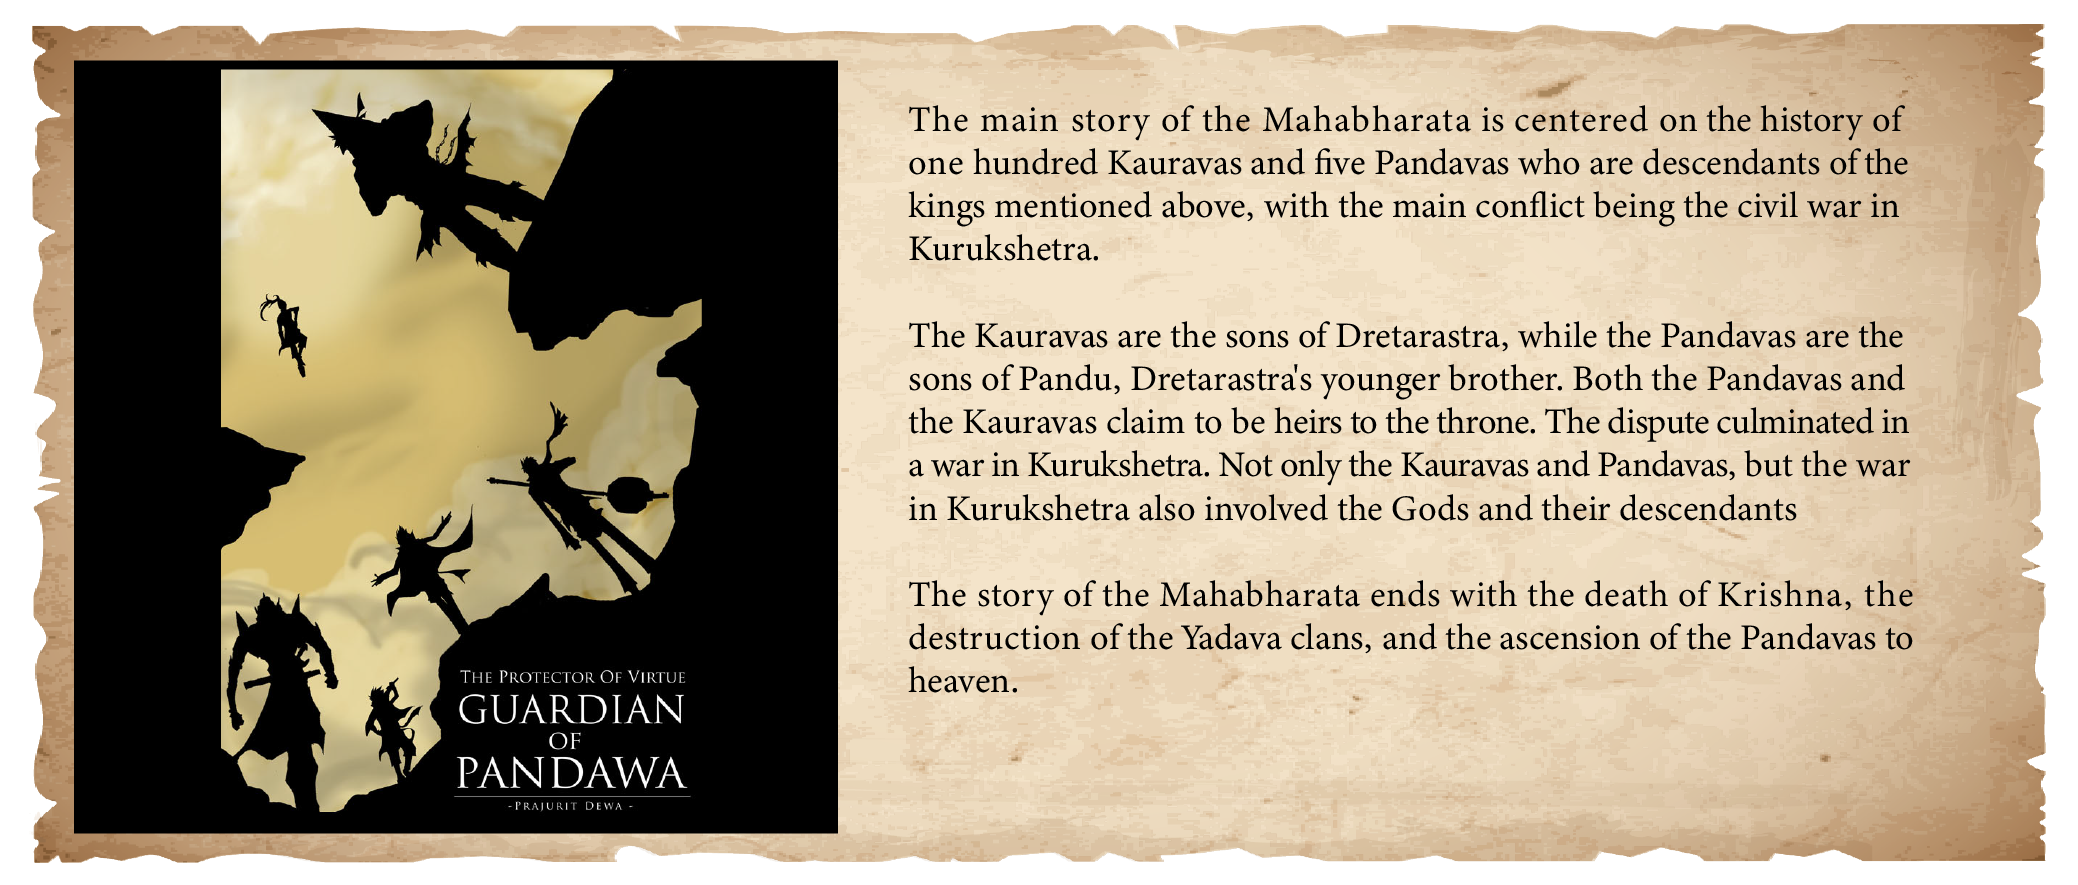 THE PROTECTOR OF VIRTUE
GUARDIAN
OF
PANDAWA
-PRAJURIT DEWA -
The main story of the Mahabharata is centered on the history of
one hundred Kauravas and five Pandavas who are descendants of the
kings mentioned above, with the main conflict being the civil war in
Kurukshetra.
The Kauravas are the sons of Dretarastra, while the Pandavas are the
sons of Pandu, Dretarastra's younger brother. Both the Pandavas and
the Kauravas claim to be heirs to the throne. The dispute culminated in
a war in Kurukshetra. Not only the Kauravas and Pandavas, but the war
in Kurukshetra also involved the Gods and their descendants
The story of the Mahabharata ends with the death of Krishna, the
destruction of the Yadava clans, and the ascension of the Pandavas to
heaven.